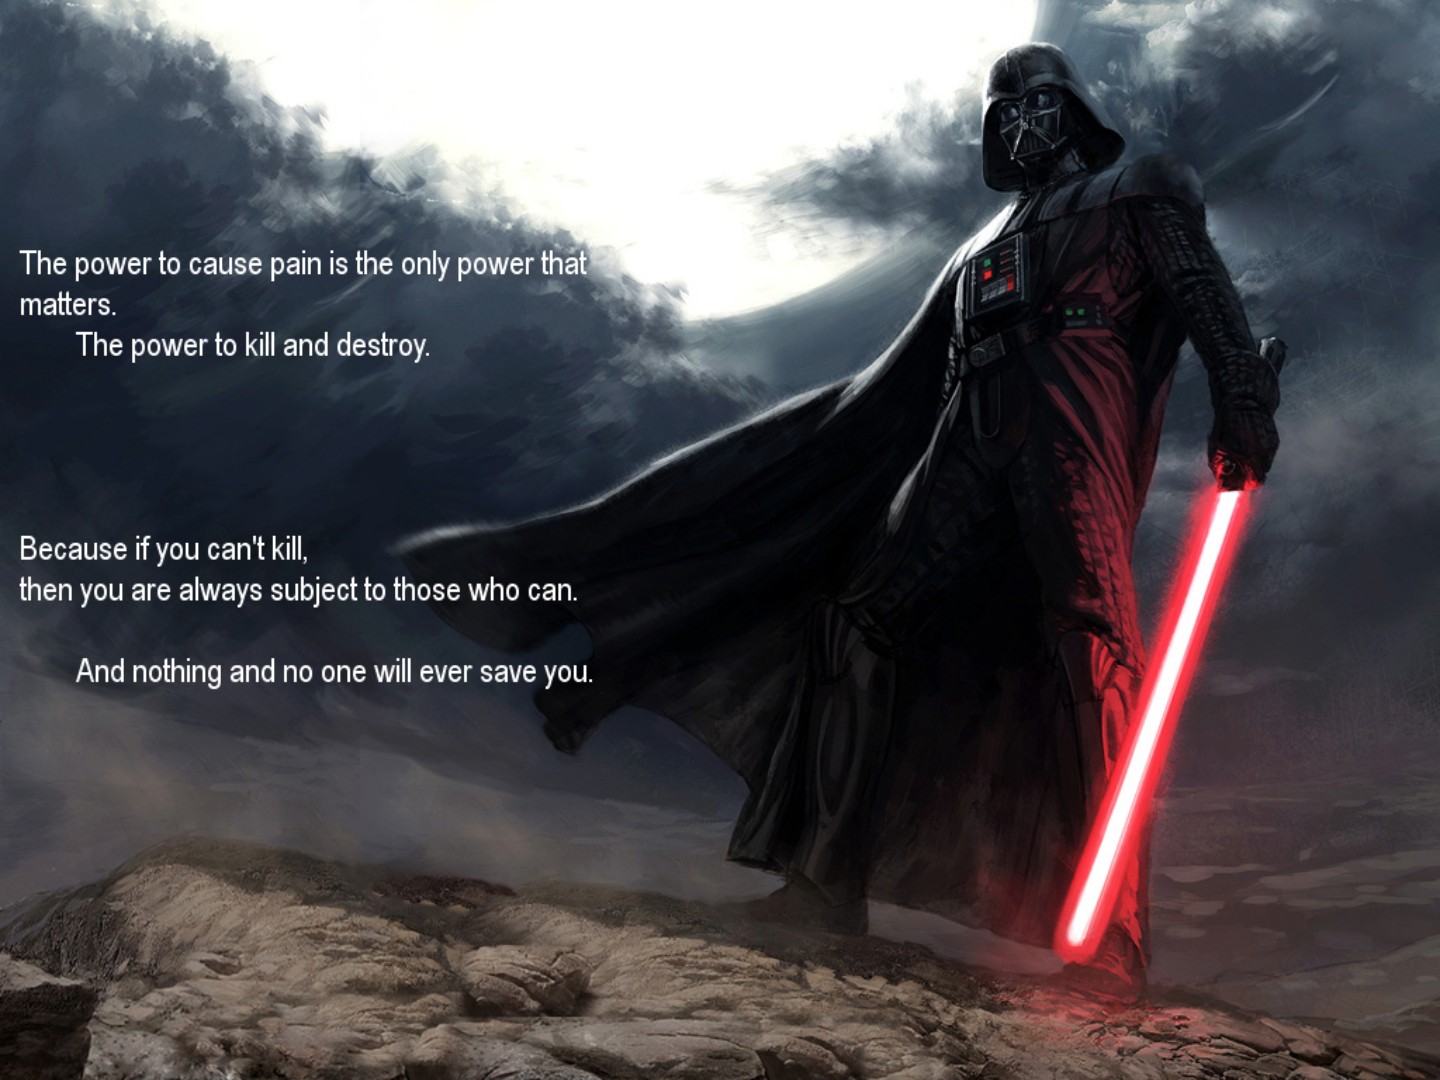 The power to cause pain is the only power that
matters.
The power to kill and destroy.
Because if you can't kill,
then you are always subject to those who can.
And nothing and no one will ever save you.